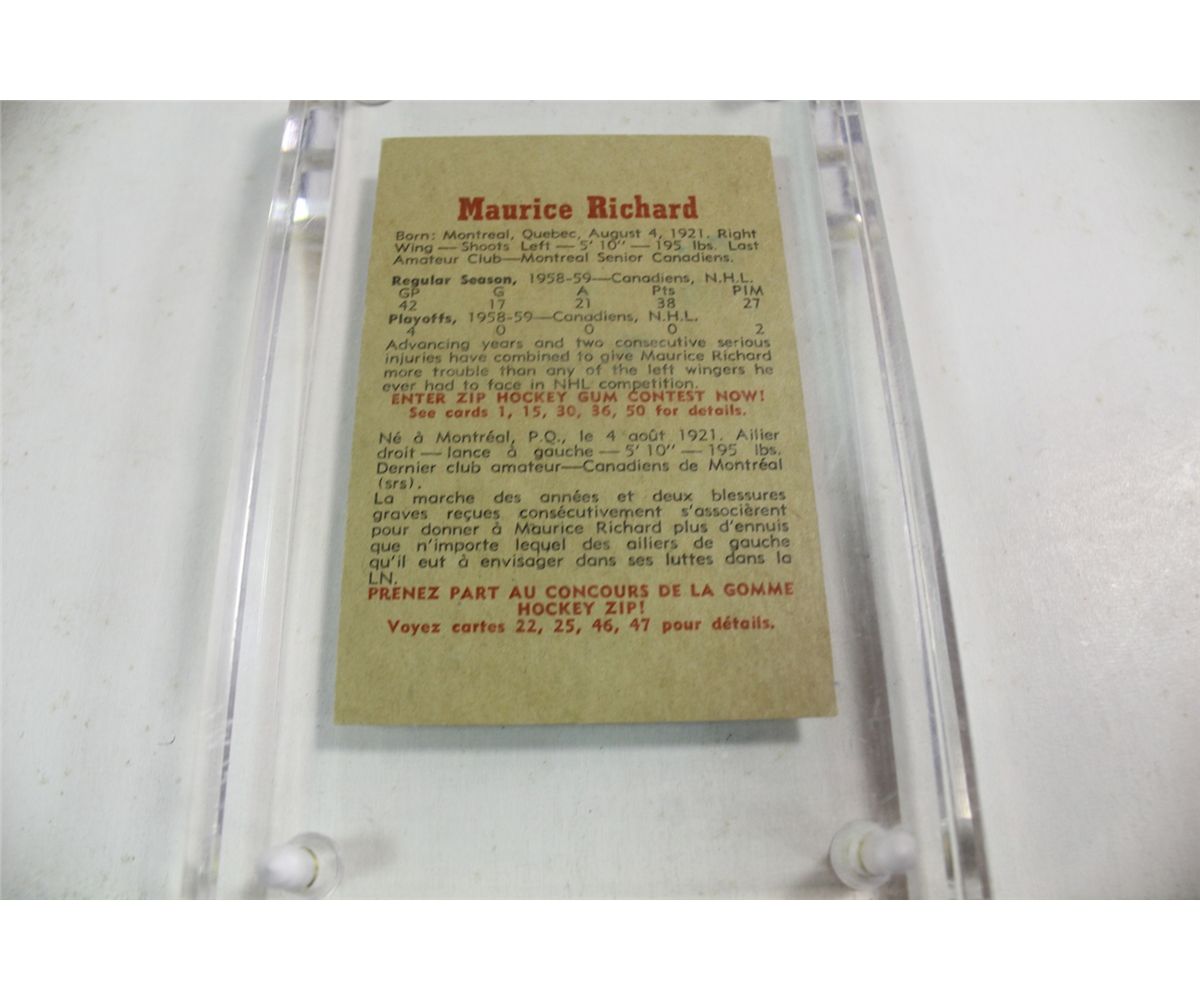 Maurice Richard
Born: Montreal, Quebec, August 4, 1921. Right
Wing — Shoots Left — 5' 10" — 195 lbs. Last
Amateur Club—Montreal Senior Canadiens.
Regular Season, 1958-59—Canadiens, N.H.L.
GP G A Pts PIM
42 17 21 38 27
Playoffs, 1958-59—Canadiens, N.H.L.
4 0 0 0 2
Advancing years and two consecutive serious
injuries have combined to give Maurice Richard
more trouble than any of the left wingers he
ever had to face in NHL competition.
ENTER ZIP HOCKEY GUM CONTEST NOW!
See cards 1, 15, 30, 36, 50 for details.
Né à Montréal, P.Q., le 4 août 1921. Ailier
droit — lance à gauche — 5' 10" — 195 lbs.
Dernier club amateur—Canadiens de Montréal
(srs).
La marche des années et deux blessures
graves reçues consécutivement s'associèrent
pour donner à Maurice Richard plus d'ennuis
que n'importe lequel des ailiers de gauche
qu'il eut à envisager dans ses luttes dans la
LN.
PRENEZ PART AU CONCOURS DE LA GOMME
HOCKEY ZIP!
Voyez cartes 22, 25, 46, 47 pour détails.